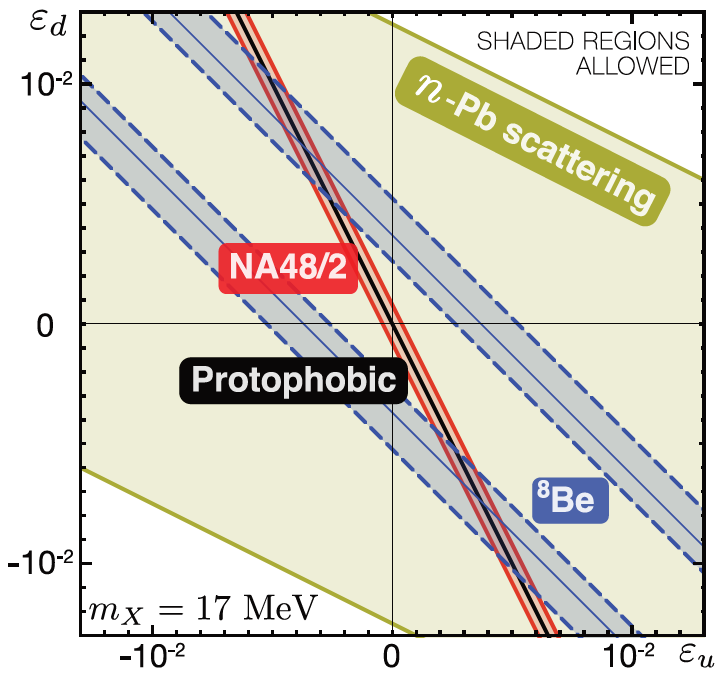 ε_d
SHADED REGIONS
ALLOWED
10⁻²
n-Pb scattering
NA48/2
0
Protophobic
⁸Be
-10⁻²
m_X = 17 MeV
-10⁻²
0
10⁻²
ε_u